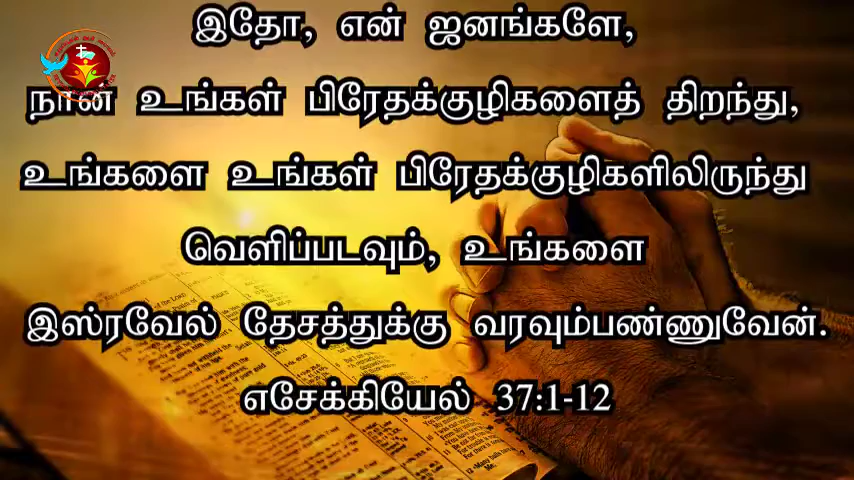 இதோ, என் ஜனங்களே,
நான் உங்கள் பிரேதக்குழிகளைத் திறந்து,
உங்களை உங்கள் பிரேதக்குழிகளிலிருந்து
வெளிப்படவும், உங்களை
இஸ்ரவேல் தேசத்துக்கு வரவும்பண்ணுவேன்.
எசேக்கியேல் 37:1-12